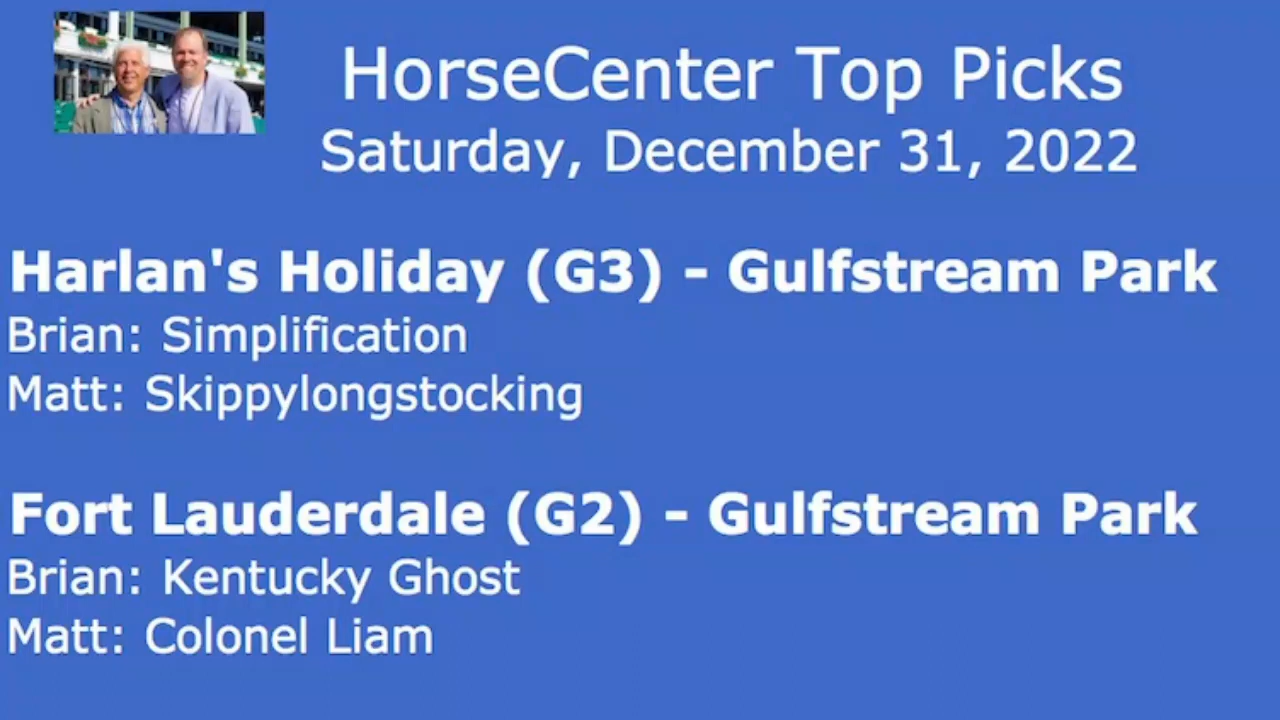 HorseCenter Top Picks
Saturday, December 31, 2022
Harlan's Holiday (G3) - Gulfstream Park
Brian: Simplification
Matt: Skippylongstocking
Fort Lauderdale (G2) - Gulfstream Park
Brian: Kentucky Ghost
Matt: Colonel Liam